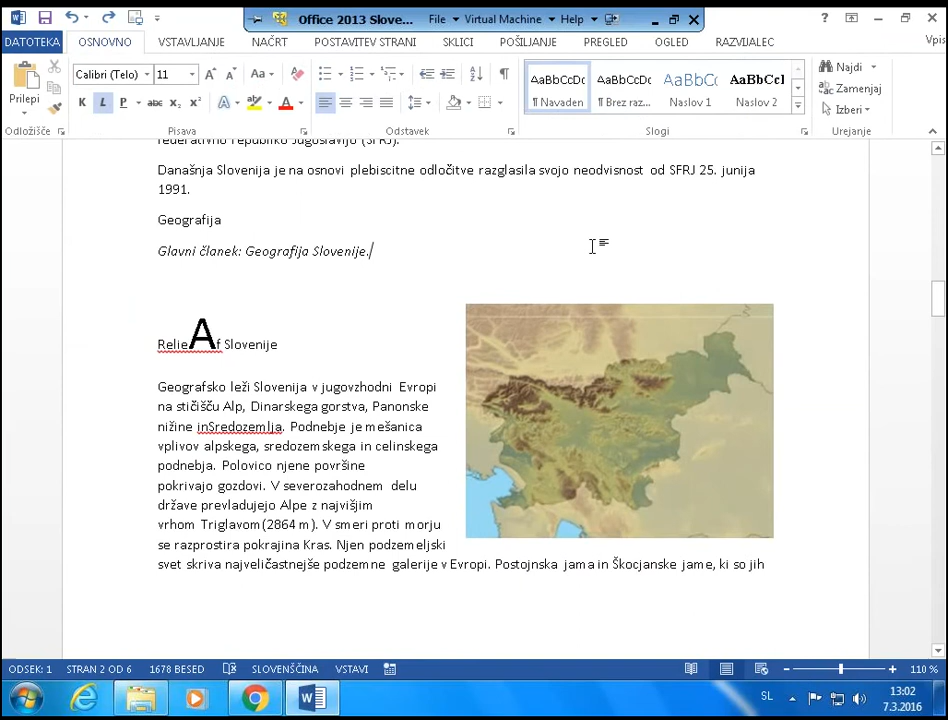 Office 2013 Slove...
File
Virtual Machine
Help
?
DATOTEKA
OSNOVNO
VSTAVLJANJE
NAČRT
POSTAVITEV STRANI
SKLICI
POŠILJANJE
PREGLED
OGLED
RAZVIJALEC
Vpis
Calibri (Telo)
11
Aa
Prilepi
K L P abc x₂ x²
AaBbCcDc
AaBbCcDc
AaBbCc
AaBbCcI
¶ Navaden
¶ Brez raz...
Naslov 1
Naslov 2
Najdi
Zamenjaj
Izberi
Odložišče
Pisava
Odstavek
Slogi
Urejanje
federativno republiko Jugoslavijo (SFRJ).
Današnja Slovenija je na osnovi plebiscitne odločitve razglasila svojo neodvisnost od SFRJ 25. junija
1991.
Geografija
Glavni članek: Geografija Slovenije.
RelieAf Slovenije
Geografsko leži Slovenija v jugovzhodni Evropi
na stičišču Alp, Dinarskega gorstva, Panonske
nižine inSredozemlja. Podnebje je mešanica
vplivov alpskega, sredozemskega in celinskega
podnebja. Polovico njene površine
pokrivajo gozdovi. V severozahodnem delu
države prevladujejo Alpe z najvišjim
vrhom Triglavom(2864 m). V smeri proti morju
se razprostira pokrajina Kras. Njen podzemeljski
svet skriva najveličastnejše podzemne galerije v Evropi. Postojnska jama in Škocjanske jame, ki so jih
ODSEK: 1
STRAN 2 OD 6
1678 BESED
SLOVENŠČINA
VSTAVI
110 %
SL
13:02
7.3.2016